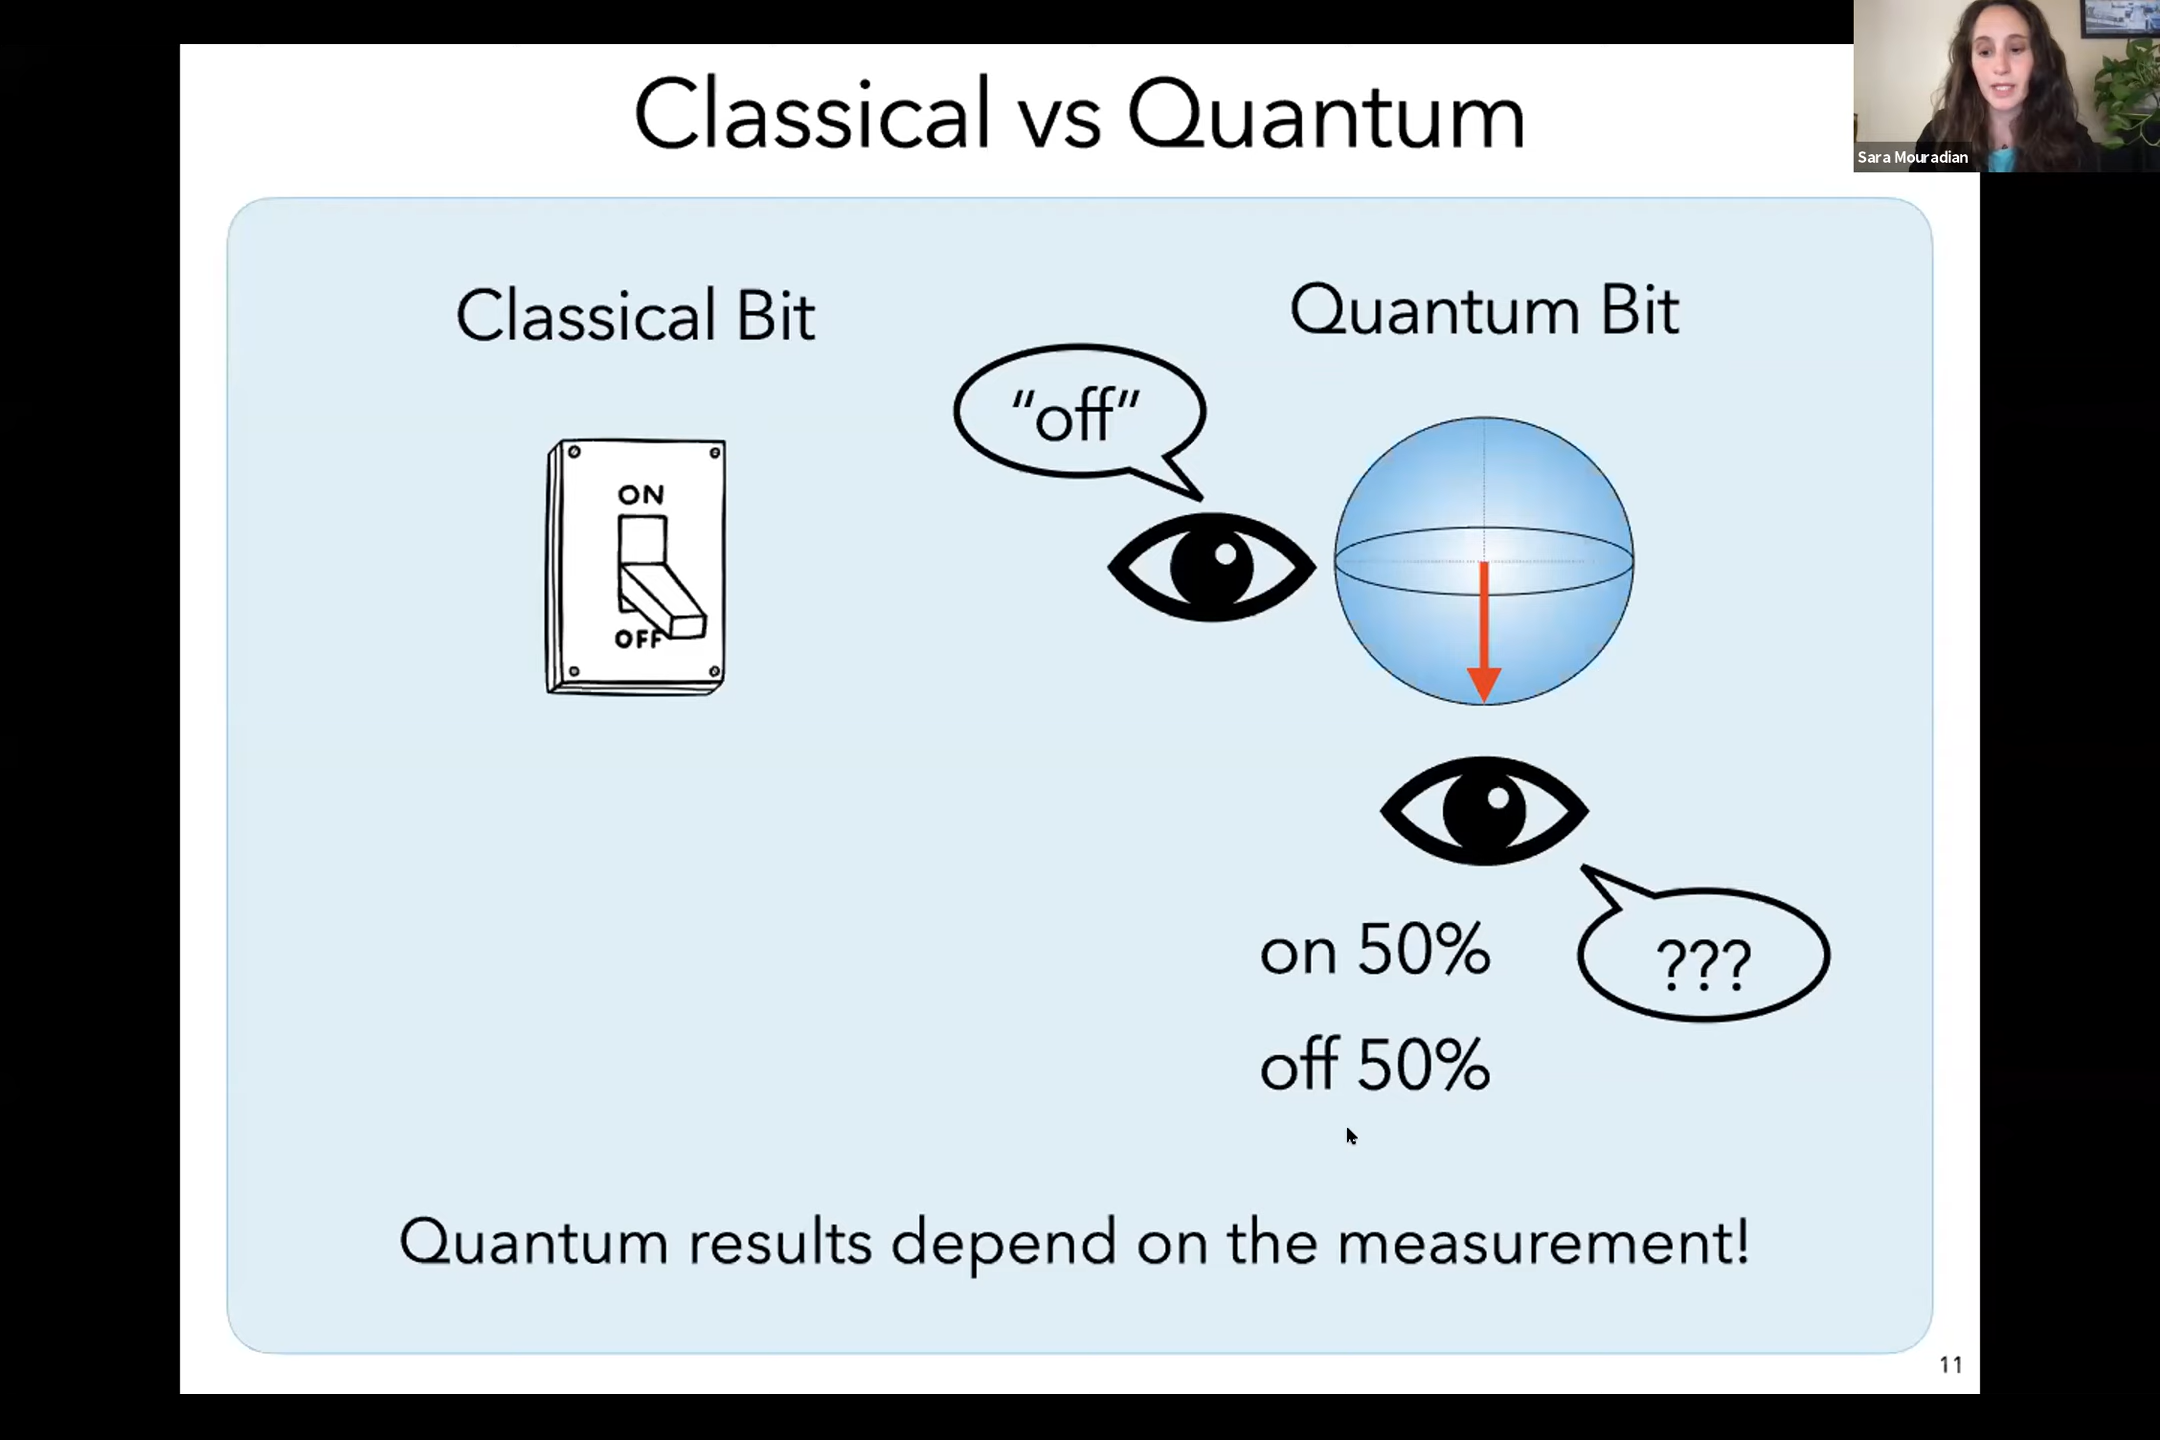 Classical vs Quantum
Sara Mouradian
Classical Bit
Quantum Bit
“off”
ON
OFF
on 50%
???
off 50%
Quantum results depend on the measurement!
11